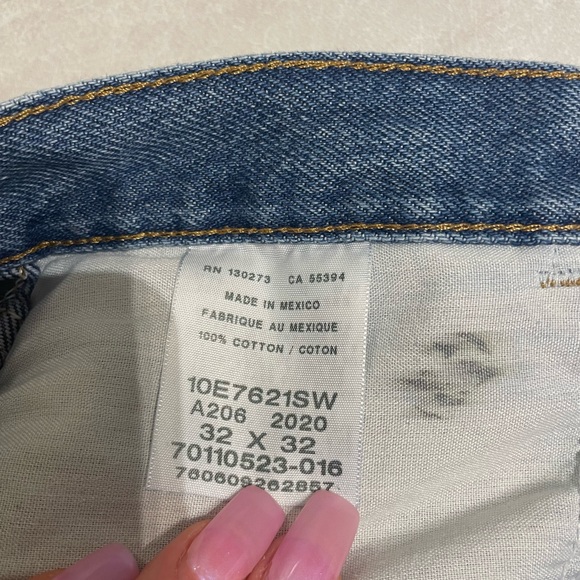 RN 130273 CA 55394
MADE IN MEXICO
FABRIQUE AU MEXIQUE
100% COTTON / COTON
10E7621SW
A206 2020
32 X 32
70110523-016
760609262857